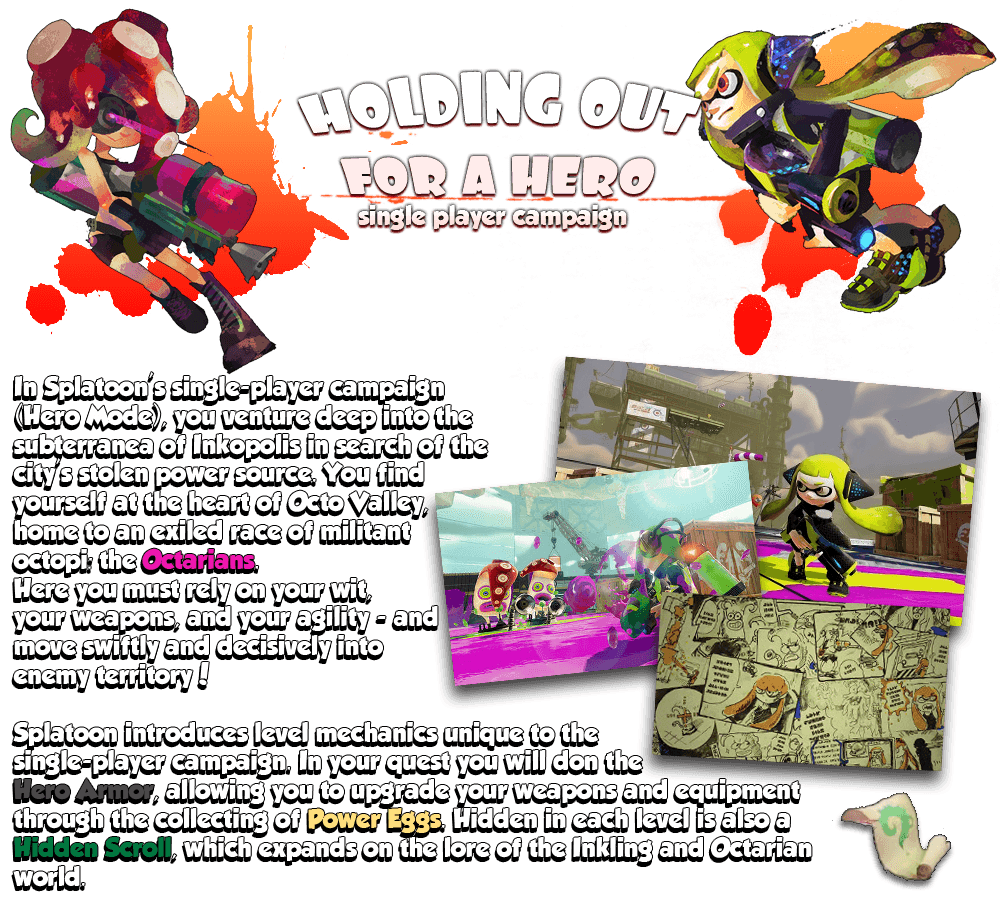 HOLDING OUT
FOR A HERO
single player campaign
In Splatoon's single-player campaign
(Hero Mode), you venture deep into the
subterranea of Inkopolis in search of the
city's stolen power source. You find
yourself at the heart of Octo Valley,
home to an exiled race of militant
octopi; the Octarians.
Here you must rely on your wit,
your weapons, and your agility - and
move swiftly and decisively into
enemy territory!
Splatoon introduces level mechanics unique to the
single-player campaign. In your quest you will don the
Hero Armor, allowing you to upgrade your weapons and equipment
through the collecting of Power Eggs. Hidden in each level is also a
Hidden Scroll, which expands on the lore of the Inkling and Octarian
world.